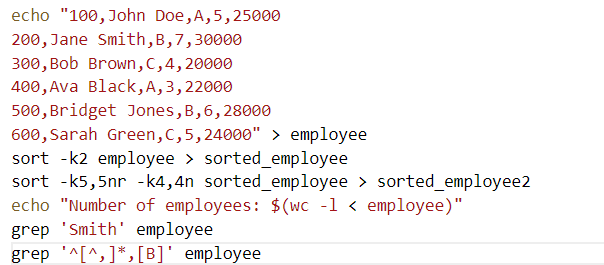 echo "100,John Doe,A,5,25000
200,Jane Smith,B,7,30000
300,Bob Brown,C,4,20000
400,Ava Black,A,3,22000
500,Bridget Jones,B,6,28000
600,Sarah Green,C,5,24000" > employee
sort -k2 employee > sorted_employee
sort -k5,5nr -k4,4n sorted_employee > sorted_employee2
echo "Number of employees: $(wc -l < employee)"
grep 'Smith' employee
grep '^[^,]*,[B]' employee